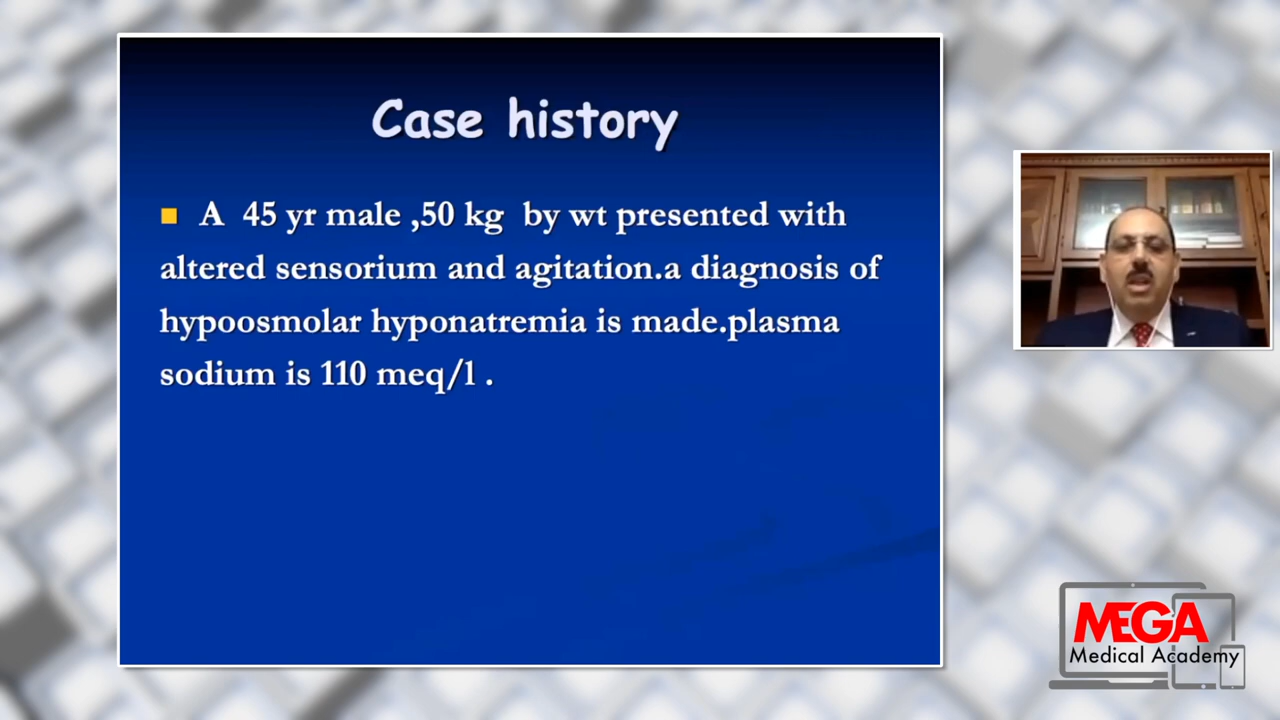 Case history
A 45 yr male ,50 kg by wt presented with
altered sensorium and agitation.a diagnosis of
hypoosmolar hyponatremia is made.plasma
sodium is 110 meq/l .
MEGA
Medical Academy